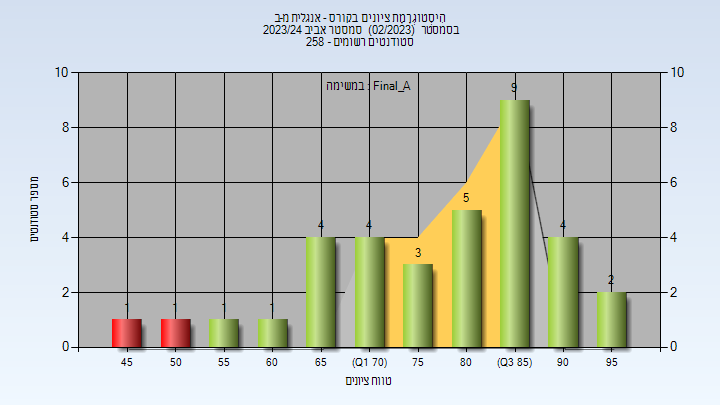 היסטוגרמת ציונים בקורס - אנגלית מ-ב
בסמסטר (02/2023) סמסטר אביב 2023/24
סטודנטים רשומים - 258
במשימה : Final_A
מספר סטודנטים
10 10
8 8
6 6
4 4
2 2
0 0
1 1 1 1 4 4 3 5 9 4 2
45 50 55 60 65 (Q1 70) 75 80 (Q3 85) 90 95
טווח ציונים